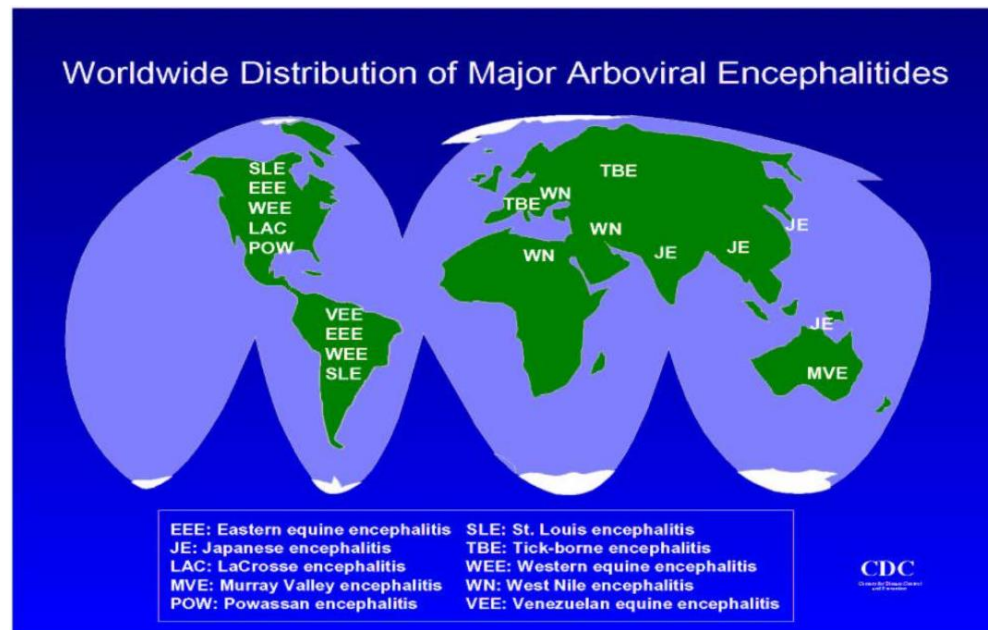 Worldwide Distribution of Major Arboviral Encephalitides
SLE
EEE
WEE
LAC
POW
VEE
EEE
WEE
SLE
TBE
WN
TBE
WN
WN
JE
JE
JE
JE
MVE
EEE: Eastern equine encephalitis
JE: Japanese encephalitis
LAC: LaCrosse encephalitis
MVE: Murray Valley encephalitis
POW: Powassan encephalitis
SLE: St. Louis encephalitis
TBE: Tick-borne encephalitis
WEE: Western equine encephalitis
WN: West Nile encephalitis
VEE: Venezuelan equine encephalitis
CDC